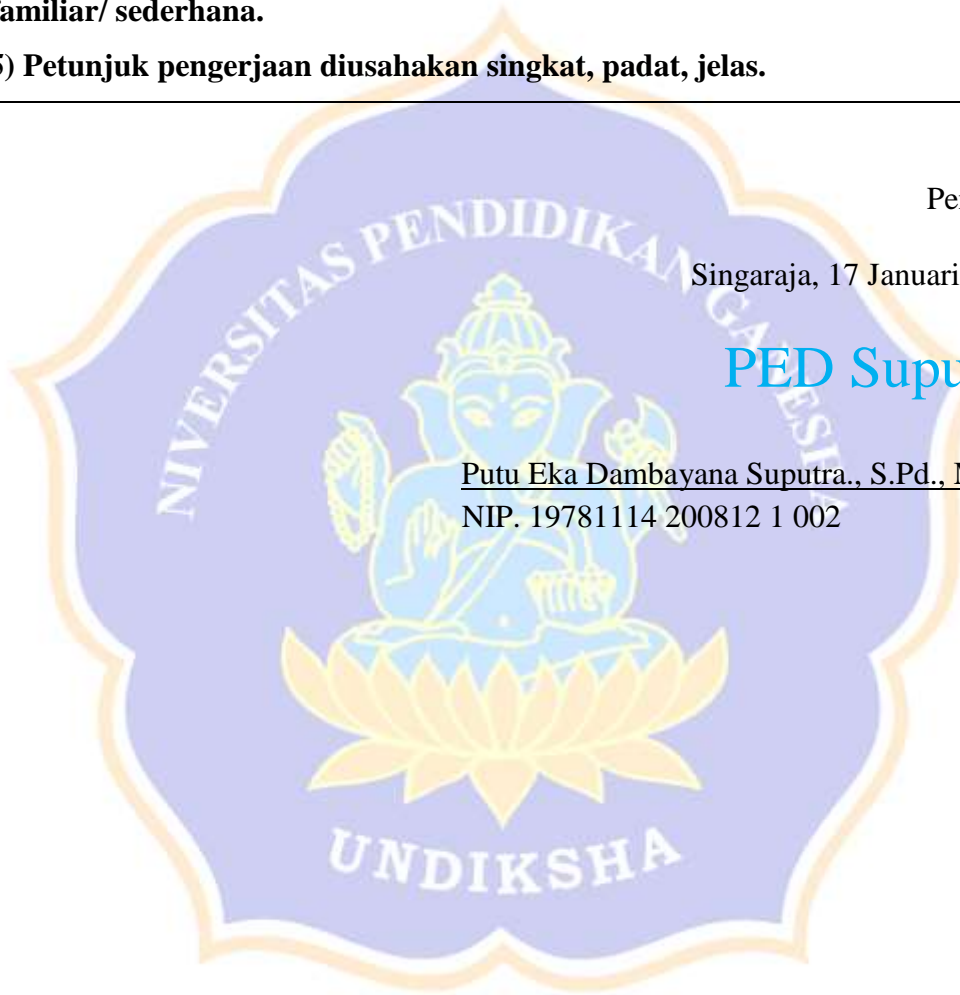 familiar/ sederhana.
5) Petunjuk pengerjaan diusahakan singkat, padat, jelas.
Singaraja, 17 Januari
PED
Putu Eka Dambayana Suputra., S.Pd.,
NIP. 19781114 200812 1 002
UNIVERSITAS PENDIDIKAN GANESHA
UNDIKSHA